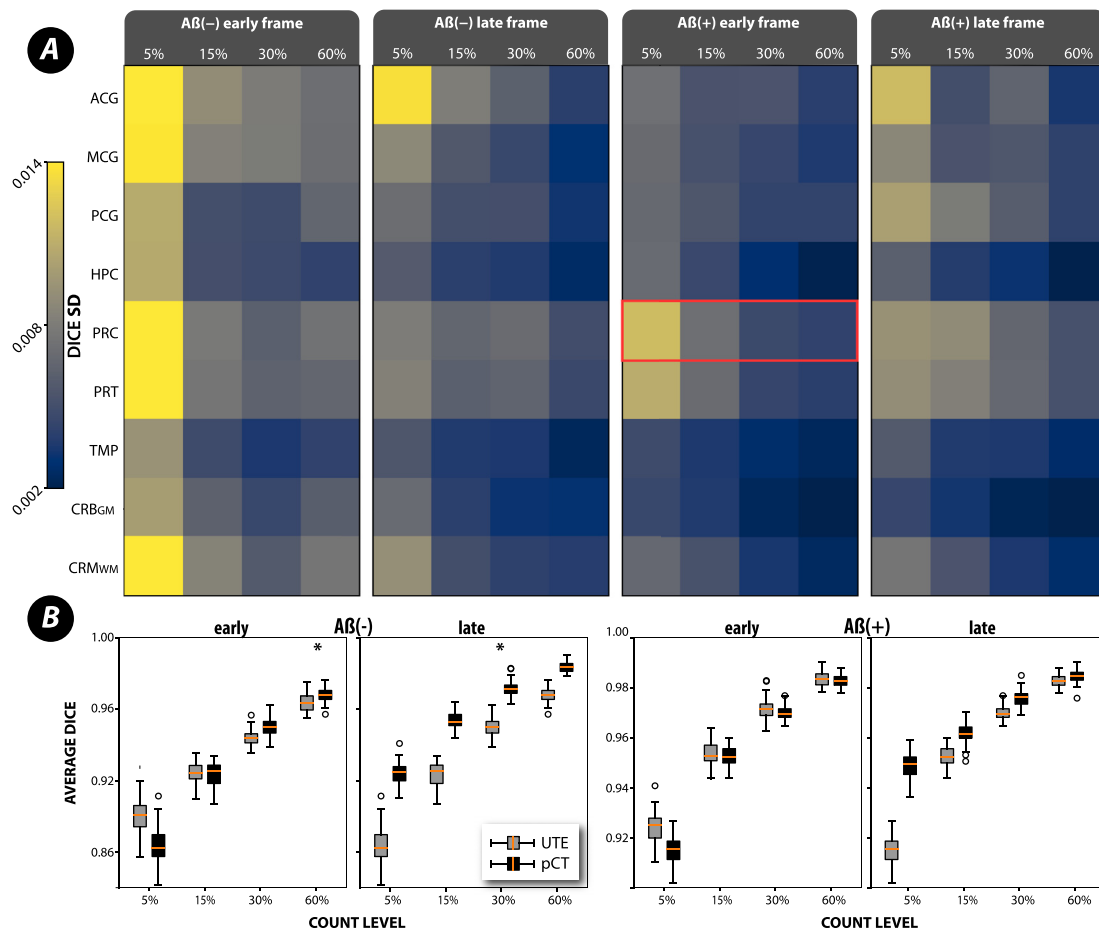 A
Aß(−) early frame
5% 15% 30% 60%
Aß(−) late frame
5% 15% 30% 60%
Aß(+) early frame
5% 15% 30% 60%
Aß(+) late frame
5% 15% 30% 60%
0.014
0.008
0.002
DICE SD
ACG
MCG
PCG
HPC
PRC
PRT
TMP
CRBGM
CRMWM
B
Aß(-)
early
late
*
*
AVERAGE DICE
1.00
0.96
0.92
0.86
5% 15% 30% 60%
5% 15% 30% 60%
COUNT LEVEL
UTE
pCT
Aß(+)
early
late
1.00
0.98
0.96
0.94
0.92
5% 15% 30% 60%
5% 15% 30% 60%
COUNT LEVEL